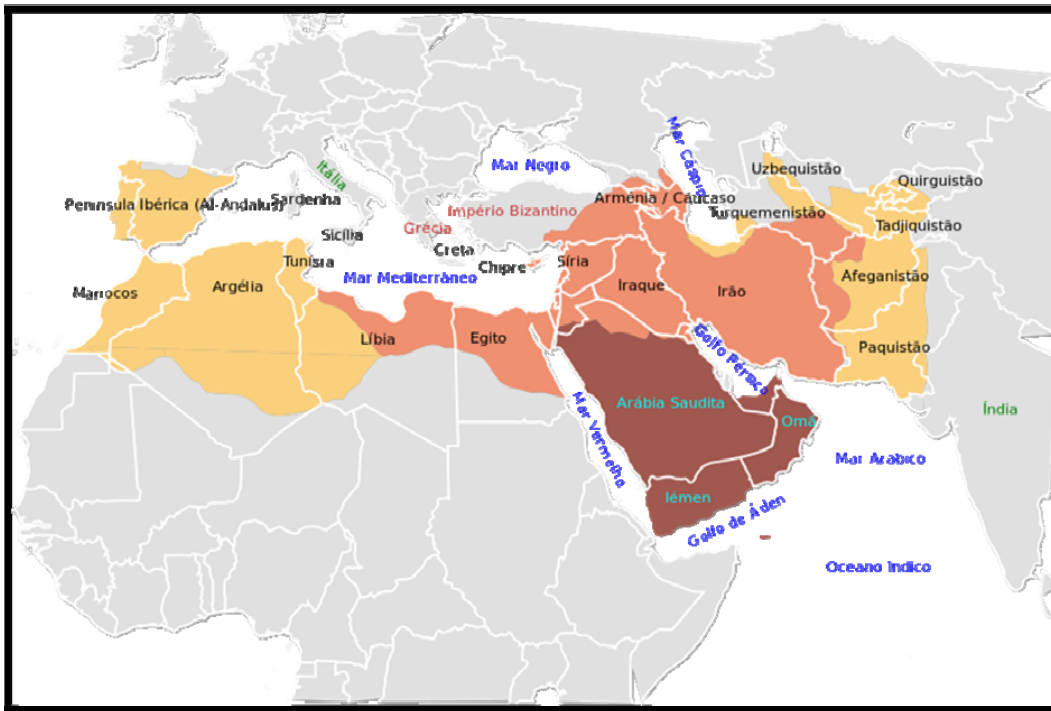 Mar Negro
Mar Cáspio
Itália
Uzbequistão
Quirguistão
Península Ibérica (Al-Andalus)
Sardenha
Império Bizantino
Arménia / Caucaso
Turquemenistão
Tadjiquistão
Grécia
Sicília
Creta
Tunísia
Chipre
Síria
Mar Mediterrâneo
Marrocos
Argélia
Iraque
Irão
Afeganistão
Líbia
Egito
Golfo Pérsico
Paquistão
Mar Vermelho
Arábia Saudita
Omã
Índia
Mar Arábico
Iémen
Golfo de Áden
Oceano Índico